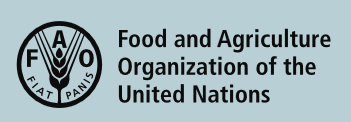 FAO
FIAT PANIS
Food and Agriculture
Organization of the
United Nations